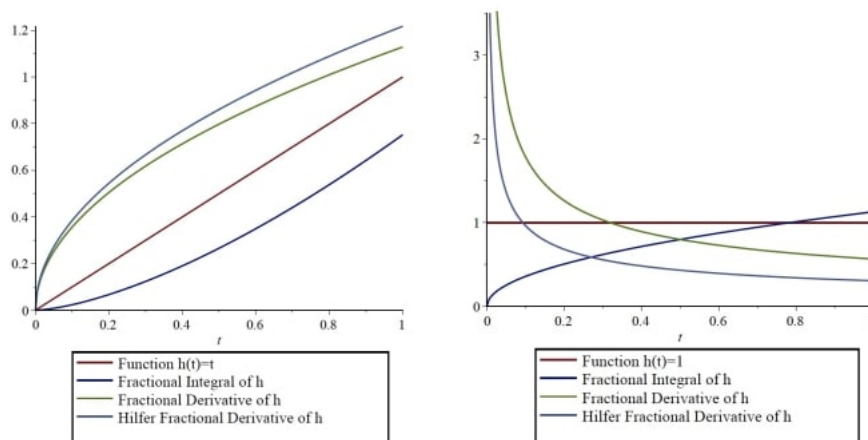 1.2
1
0.8
0.6
0.4
0.2
0
0 0.2 0.4 0.6 0.8 1
t
Function h(t)=t
Fractional Integral of h
Fractional Derivative of h
Hilfer Fractional Derivative of h
3
2
1
0
0 0.2 0.4 0.6 0.8
t
Function h(t)=1
Fractional Integral of h
Fractional Derivative of h
Hilfer Fractional Derivative of h